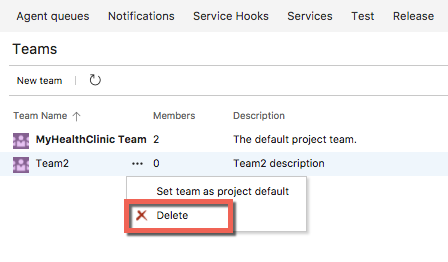 Agent queues Notifications Service Hooks Services Test Release
Teams
New team
Team Name Members Description
MyHealthClinic Team 2 The default project team.
Team2 ... 0 Team2 description
Set team as project default
Delete